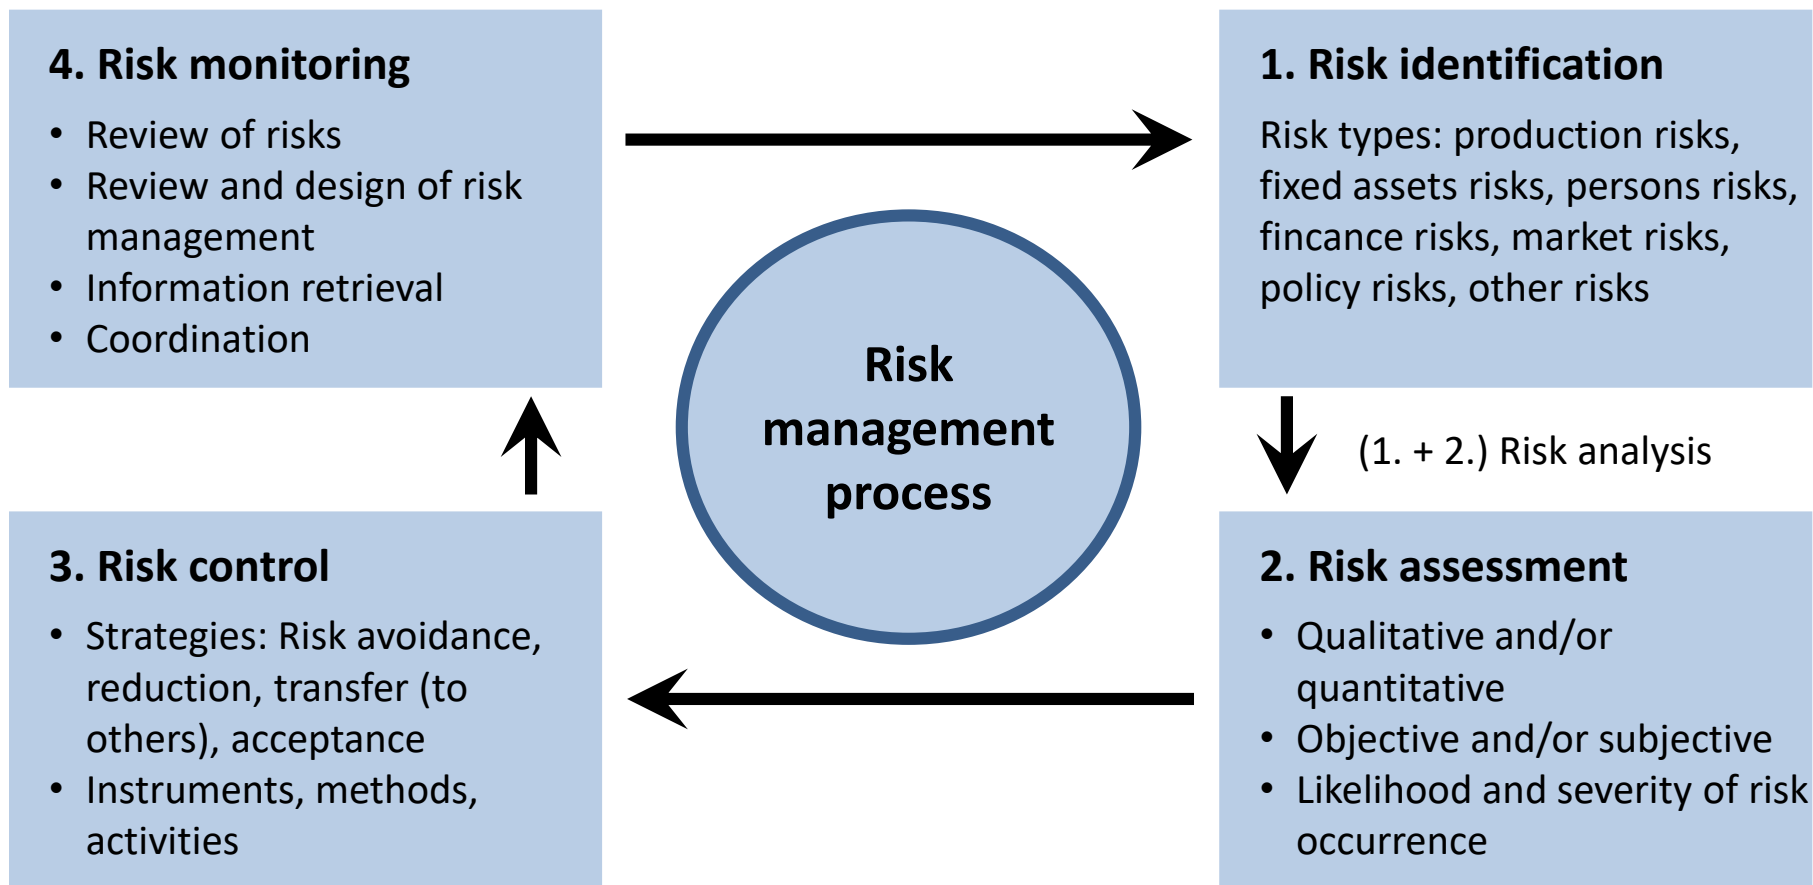 4. Risk monitoring
• Review of risks
• Review and design of risk
management
• Information retrieval
• Coordination
1. Risk identification
Risk types: production risks,
fixed assets risks, persons risks,
fincance risks, market risks,
policy risks, other risks
Risk
management
process
(1. + 2.) Risk analysis
3. Risk control
• Strategies: Risk avoidance,
reduction, transfer (to
others), acceptance
• Instruments, methods,
activities
2. Risk assessment
• Qualitative and/or
quantitative
• Objective and/or subjective
• Likelihood and severity of risk
occurrence